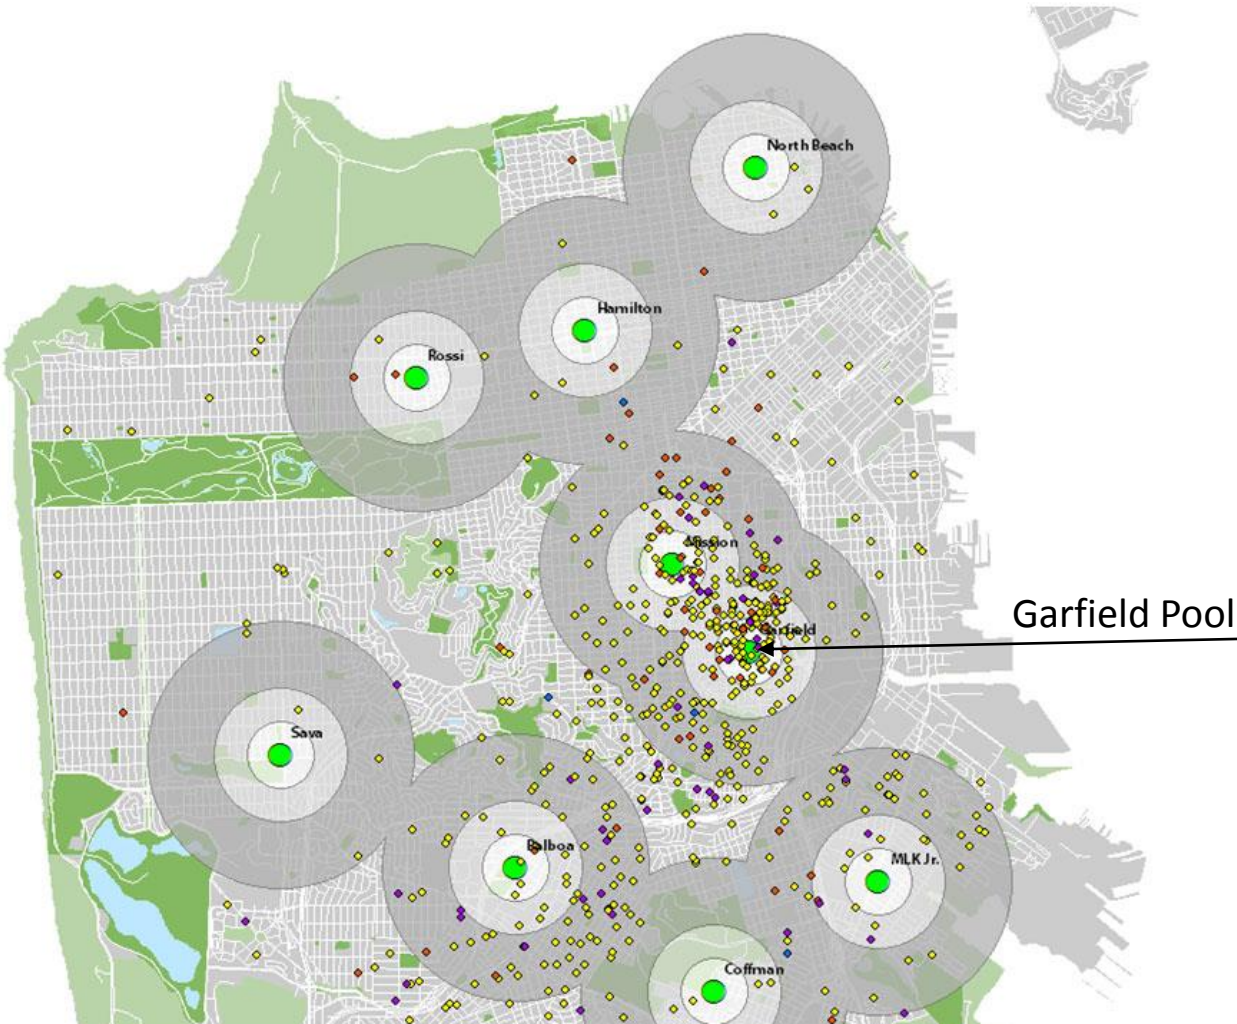 North Beach
Hamilton
Rossi
Mission
Garfield Pool
Garfield
Sava
Balboa
MLK Jr.
Coffman